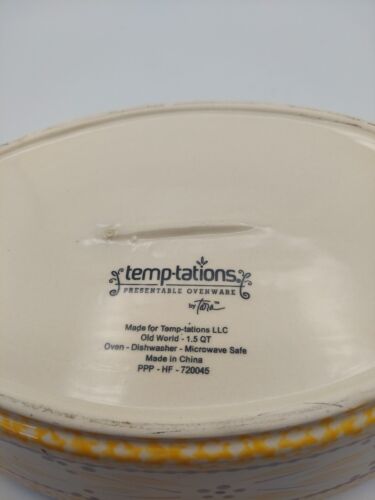 temp-tations®
PRESENTABLE OVENWARE
by Tara™
Made for Temp-tations LLC
Old World - 1.5 QT
Oven - Dishwasher - Microwave Safe
Made in China
PPP - HF - 720045